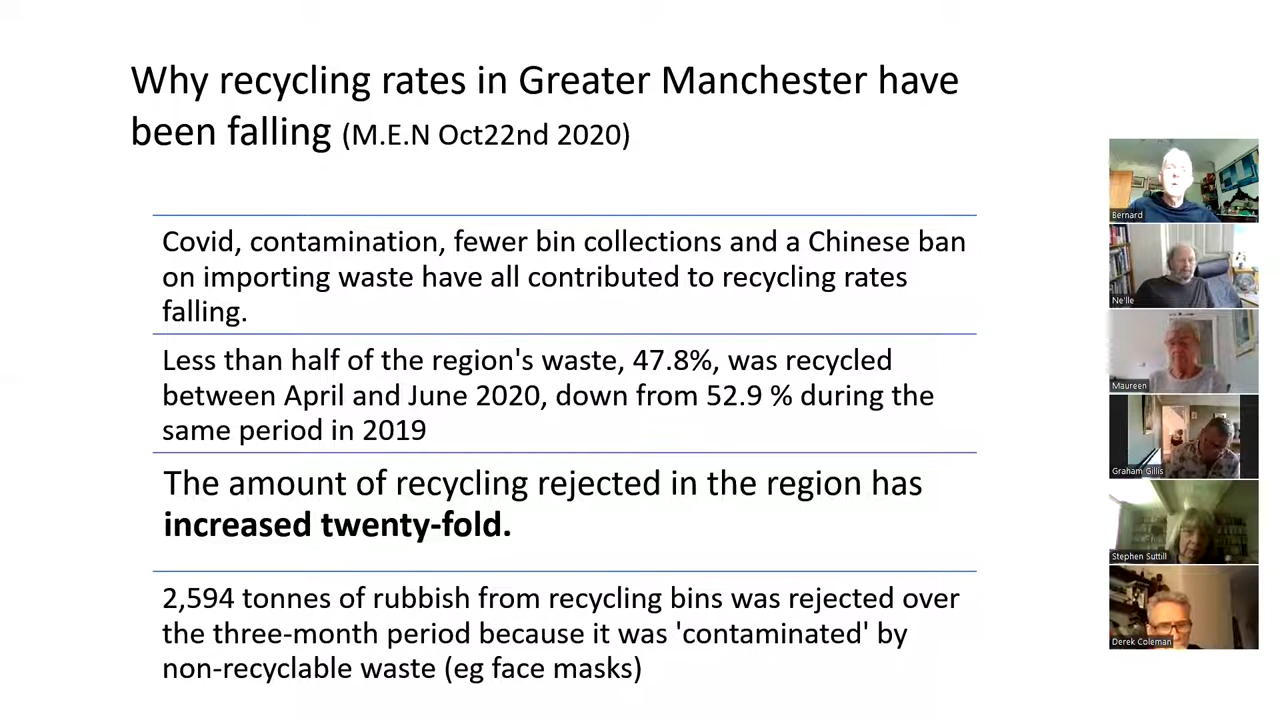 Why recycling rates in Greater Manchester have
been falling (M.E.N Oct22nd 2020)
Covid, contamination, fewer bin collections and a Chinese ban
on importing waste have all contributed to recycling rates
falling.
Less than half of the region's waste, 47.8%, was recycled
between April and June 2020, down from 52.9 % during the
same period in 2019
The amount of recycling rejected in the region has
increased twenty-fold.
2,594 tonnes of rubbish from recycling bins was rejected over
the three-month period because it was 'contaminated' by
non-recyclable waste (eg face masks)
Bernard
Ne'lle
Maureen
Graham Gillis
Stephen Suttill
Derek Coleman